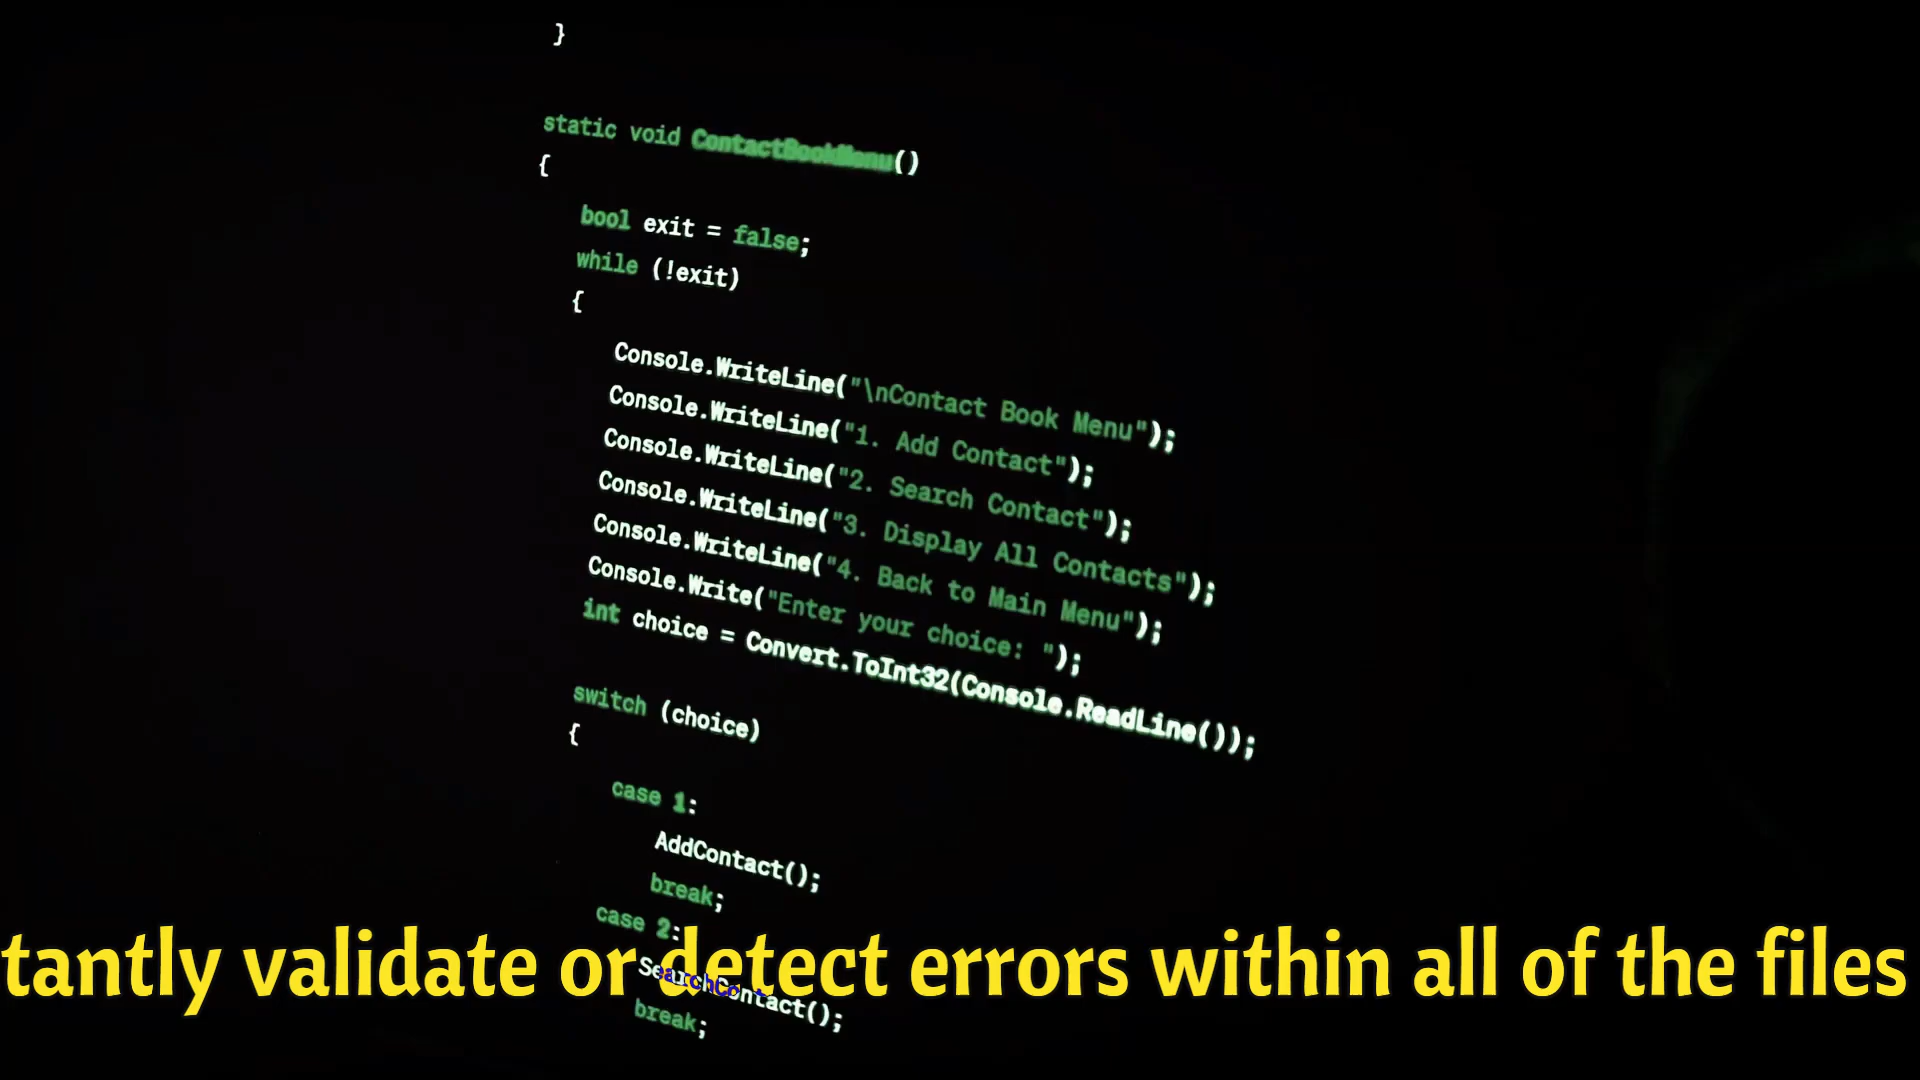 }
static void ContactBookMenu()
{
bool exit = false;
while (!exit)
{
Console.WriteLine("\nContact Book Menu");
Console.WriteLine("1. Add Contact");
Console.WriteLine("2. Search Contact");
Console.WriteLine("3. Display All Contacts");
Console.WriteLine("4. Back to Main Menu");
Console.Write("Enter your choice: ");
int choice = Convert.ToInt32(Console.ReadLine());
switch (choice)
{
case 1:
AddContact();
break;
case 2:
SearchContact();
break;
tantly validate or detect errors within all of the files